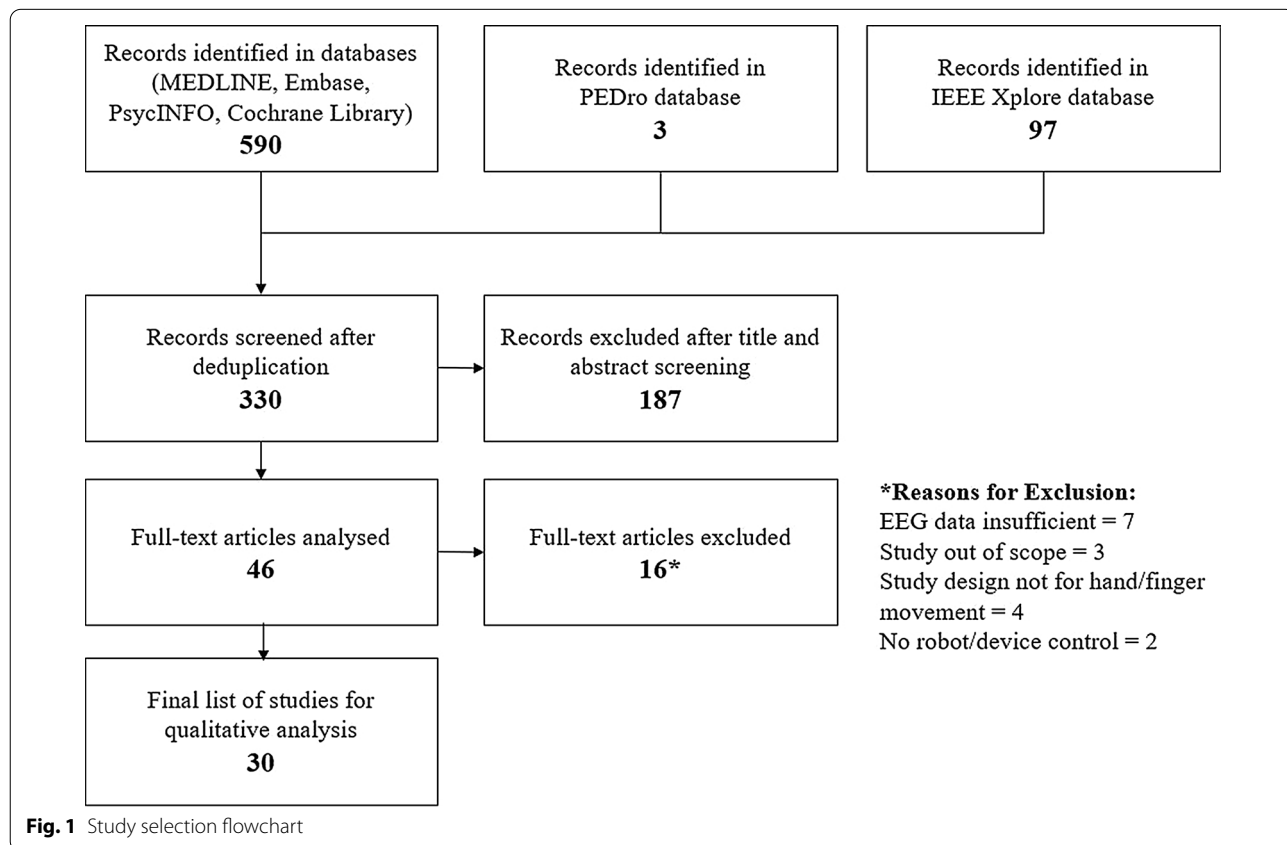 Records identified in databases
(MEDLINE, Embase,
PsycINFO, Cochrane Library)
590
Records identified in
PEDro database
3
Records identified in
IEEE Xplore database
97
Records screened after
deduplication
330
Records excluded after title and
abstract screening
187
Full-text articles analysed
46
Full-text articles excluded
16*
*Reasons for Exclusion:
EEG data insufficient = 7
Study out of scope = 3
Study design not for hand/finger
movement = 4
No robot/device control = 2
Final list of studies for
qualitative analysis
30
Fig. 1 Study selection flowchart